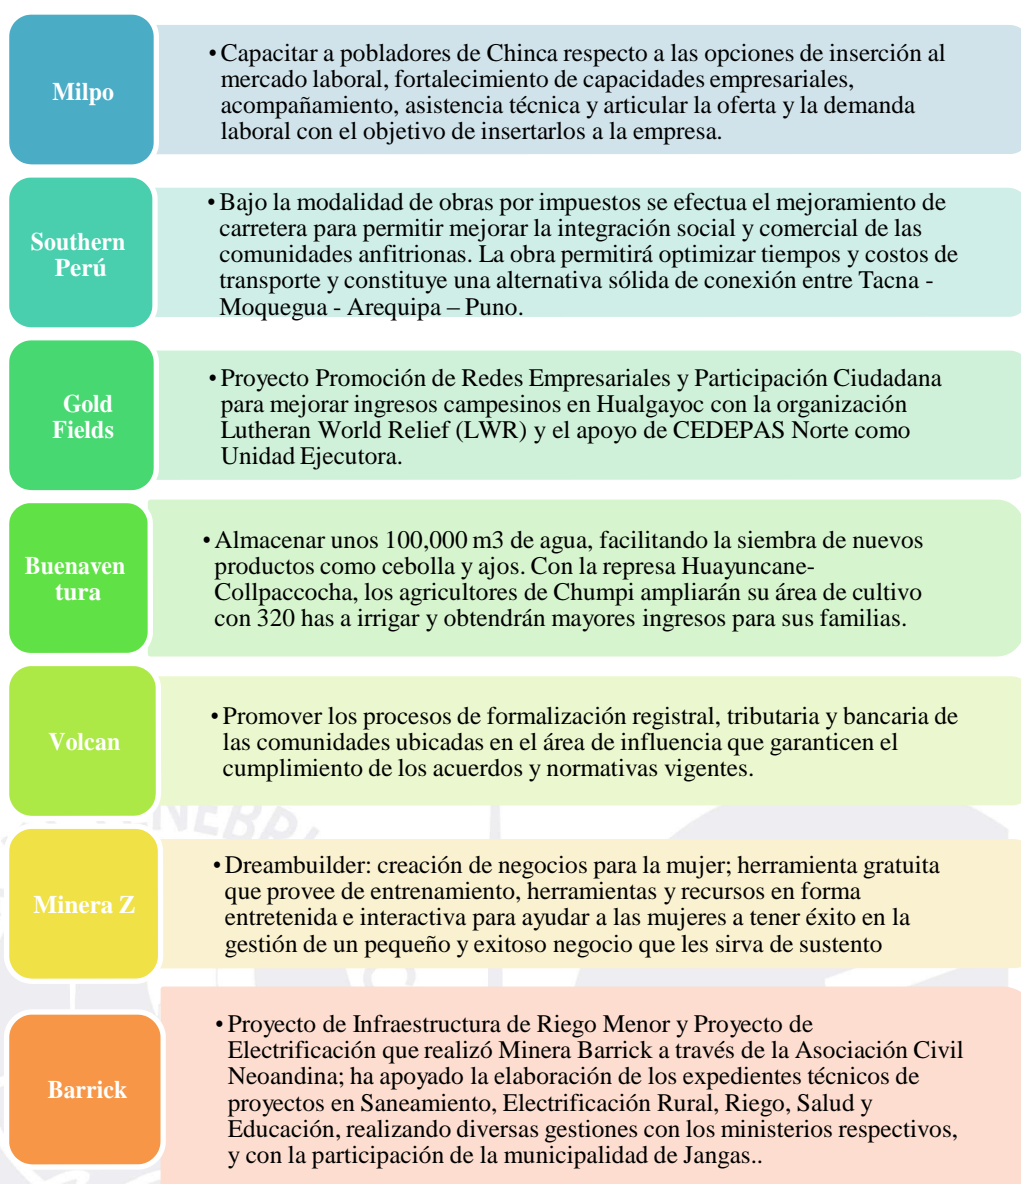 Milpo
• Capacitar a pobladores de Chinca respecto a las opciones de inserción al
mercado laboral, fortalecimiento de capacidades empresariales,
acompañamiento, asistencia técnica y articular la oferta y la demanda
laboral con el objetivo de insertarlos a la empresa.
Southern
Perú
• Bajo la modalidad de obras por impuestos se efectua el mejoramiento de
carretera para permitir mejorar la integración social y comercial de las
comunidades anfitrionas. La obra permitirá optimizar tiempos y costos de
transporte y constituye una alternativa sólida de conexión entre Tacna -
Moquegua - Arequipa – Puno.
Gold
Fields
• Proyecto Promoción de Redes Empresariales y Participación Ciudadana
para mejorar ingresos campesinos en Hualgayoc con la organización
Lutheran World Relief (LWR) y el apoyo de CEDEPAS Norte como
Unidad Ejecutora.
Buenaven
tura
• Almacenar unos 100,000 m3 de agua, facilitando la siembra de nuevos
productos como cebolla y ajos. Con la represa Huayuncane-
Collpaccocha, los agricultores de Chumpi ampliarán su área de cultivo
con 320 has a irrigar y obtendrán mayores ingresos para sus familias.
Volcan
• Promover los procesos de formalización registral, tributaria y bancaria de
las comunidades ubicadas en el área de influencia que garanticen el
cumplimiento de los acuerdos y normativas vigentes.
Minera Z
• Dreambuilder: creación de negocios para la mujer; herramienta gratuita
que provee de entrenamiento, herramientas y recursos en forma
entretenida e interactiva para ayudar a las mujeres a tener éxito en la
gestión de un pequeño y exitoso negocio que les sirva de sustento
Barrick
• Proyecto de Infraestructura de Riego Menor y Proyecto de
Electrificación que realizó Minera Barrick a través de la Asociación Civil
Neoandina; ha apoyado la elaboración de los expedientes técnicos de
proyectos en Saneamiento, Electrificación Rural, Riego, Salud y
Educación, realizando diversas gestiones con los ministerios respectivos,
y con la participación de la municipalidad de Jangas..